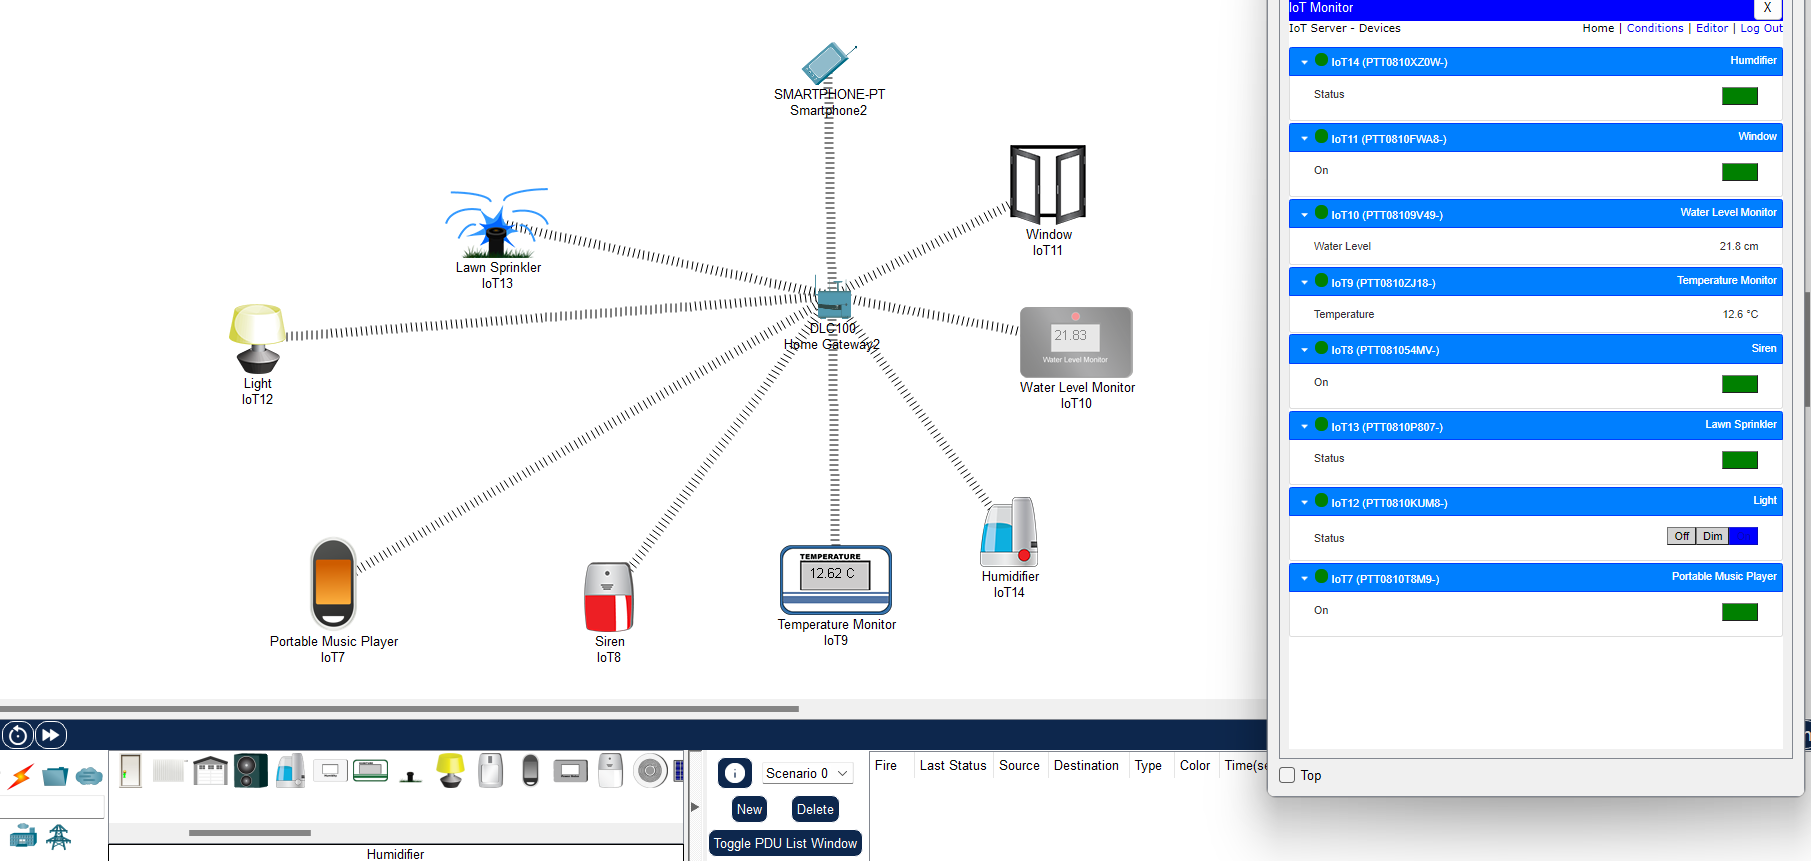 SMARTPHONE-PT
Smartphone2
Window
IoT11
Lawn Sprinkler
IoT13
DLC100
Home Gateway2
21.83
Water Level Monitor
Water Level Monitor
IoT10
Light
IoT12
TEMPERATURE
12.62 C
Temperature Monitor
IoT9
Humidifier
IoT14
Portable Music Player
IoT7
Siren
IoT8
IoT Monitor
X
IoT Server - Devices
Home | Conditions | Editor | Log Out
IoT14 (PTT0810XZ0W-) Humdifier
Status
IoT11 (PTT0810FWA8-) Window
On
IoT10 (PTT08109V49-) Water Level Monitor
Water Level 21.8 cm
IoT9 (PTT0810ZJ18-) Temperature Monitor
Temperature 12.6 °C
IoT8 (PTT081054MV-) Siren
On
IoT13 (PTT0810P807-) Lawn Sprinkler
Status
IoT12 (PTT0810KUM8-) Light
Status Off Dim
IoT7 (PTT0810T8M9-) Portable Music Player
On
Top
Humidifier
Scenario 0
New Delete
Toggle PDU List Window
Fire Last Status Source Destination Type Color Time(se